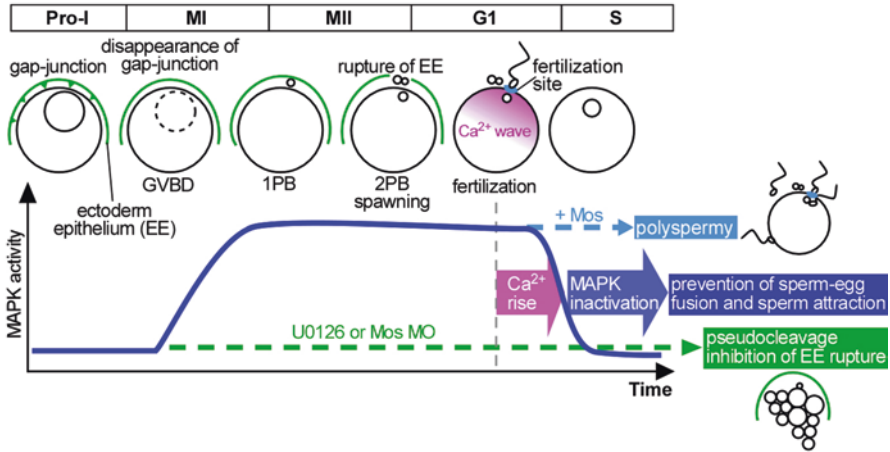 Pro-I MI MII G1 S
gap-junction
disappearance of
gap-junction
rupture of EE
fertilization
site
Ca²⁺ wave
GVBD
1PB
2PB
spawning
fertilization
ectoderm
epithelium (EE)
MAPK activity
+ Mos
polyspermy
Ca²⁺
rise
MAPK
inactivation
prevention of sperm-egg
fusion and sperm attraction
U0126 or Mos MO
pseudocleavage
inhibition of EE rupture
Time